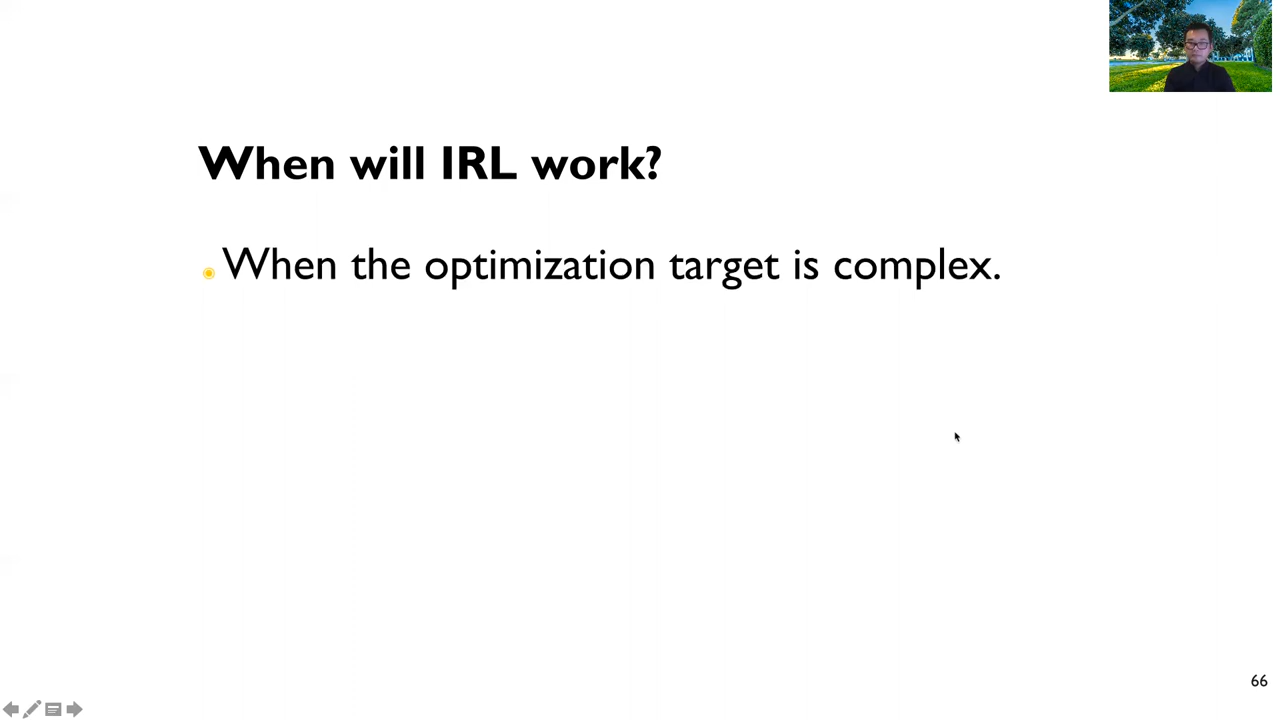 When will IRL work?
When the optimization target is complex.
66